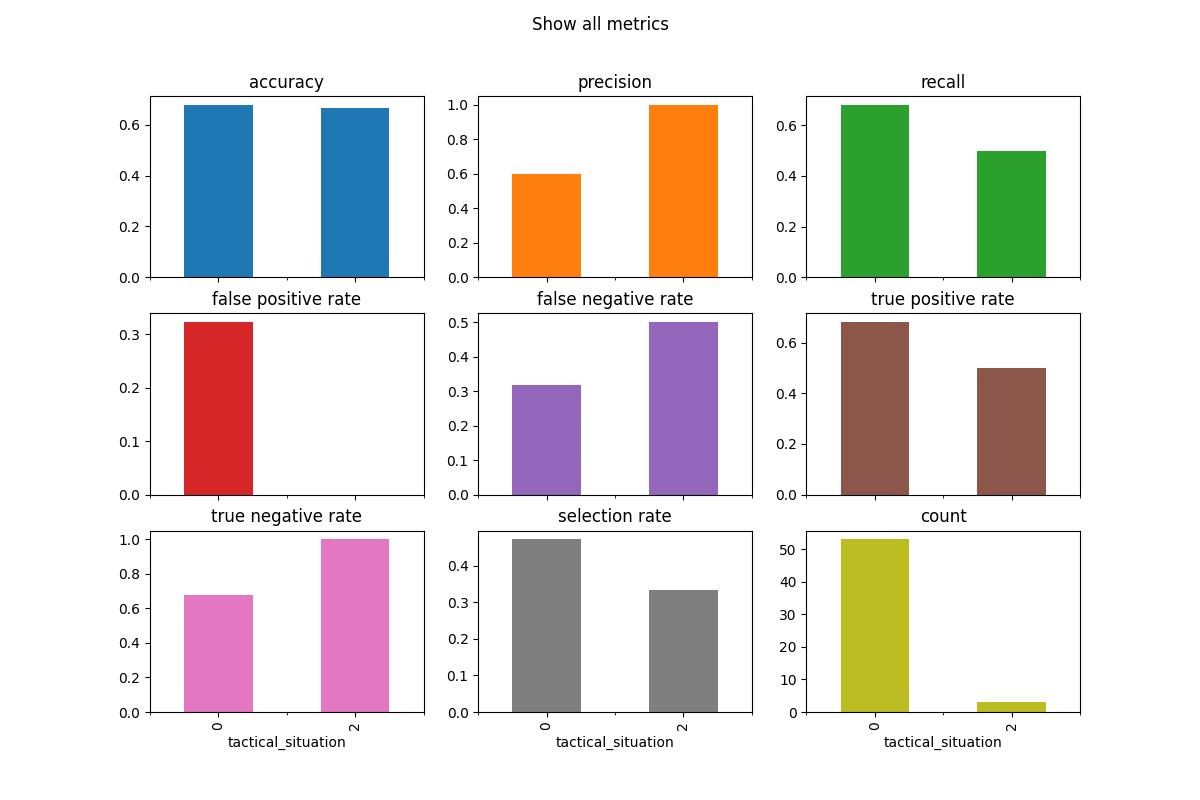 Show all metrics
accuracy precision recall
0.6 1.0 0.6
0.4 0.8 0.4
0.2 0.6 0.2
0.0 0.4 0.0
0.2
0.0
false positive rate false negative rate true positive rate
0.3 0.5 0.6
0.2 0.4 0.4
0.1 0.3 0.2
0.0 0.2 0.0
0.1
0.0
true negative rate selection rate count
1.0 0.4 50
0.8 0.3 40
0.6 0.2 30
0.4 0.1 20
0.2 0.0 10
0.0 0
0 2 0 2 0 2
tactical_situation tactical_situation tactical_situation